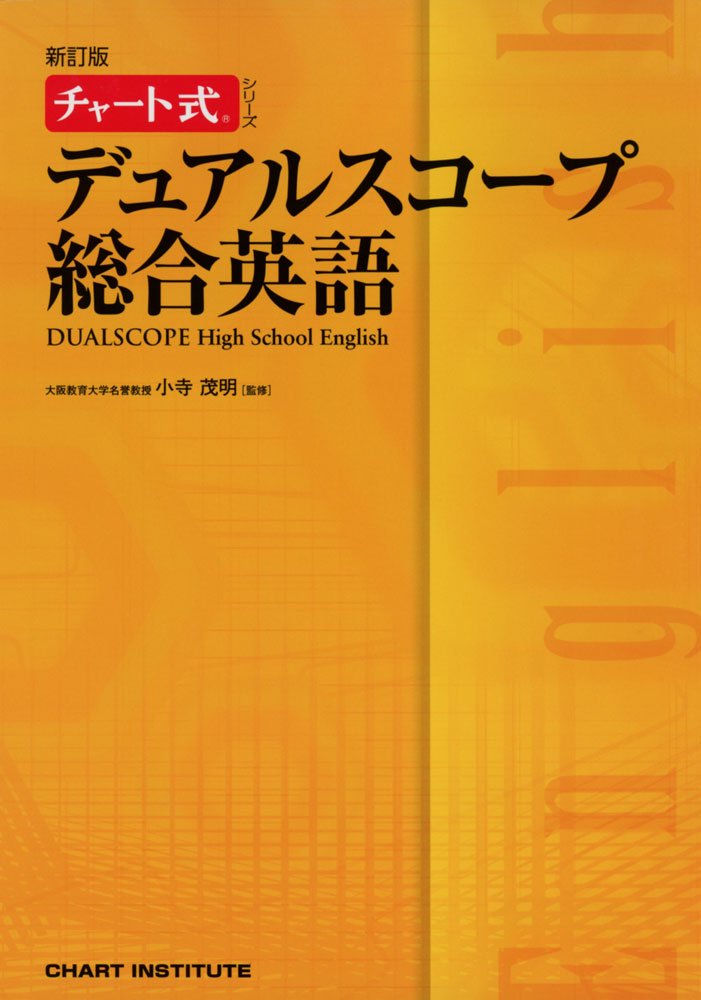 新訂版
チャート式®
シリーズ
デュアルスコープ
総合英語
DUALSCOPE High School English
大阪教育大学名誉教授 小寺 茂明[監修]
English
CHART INSTITUTE